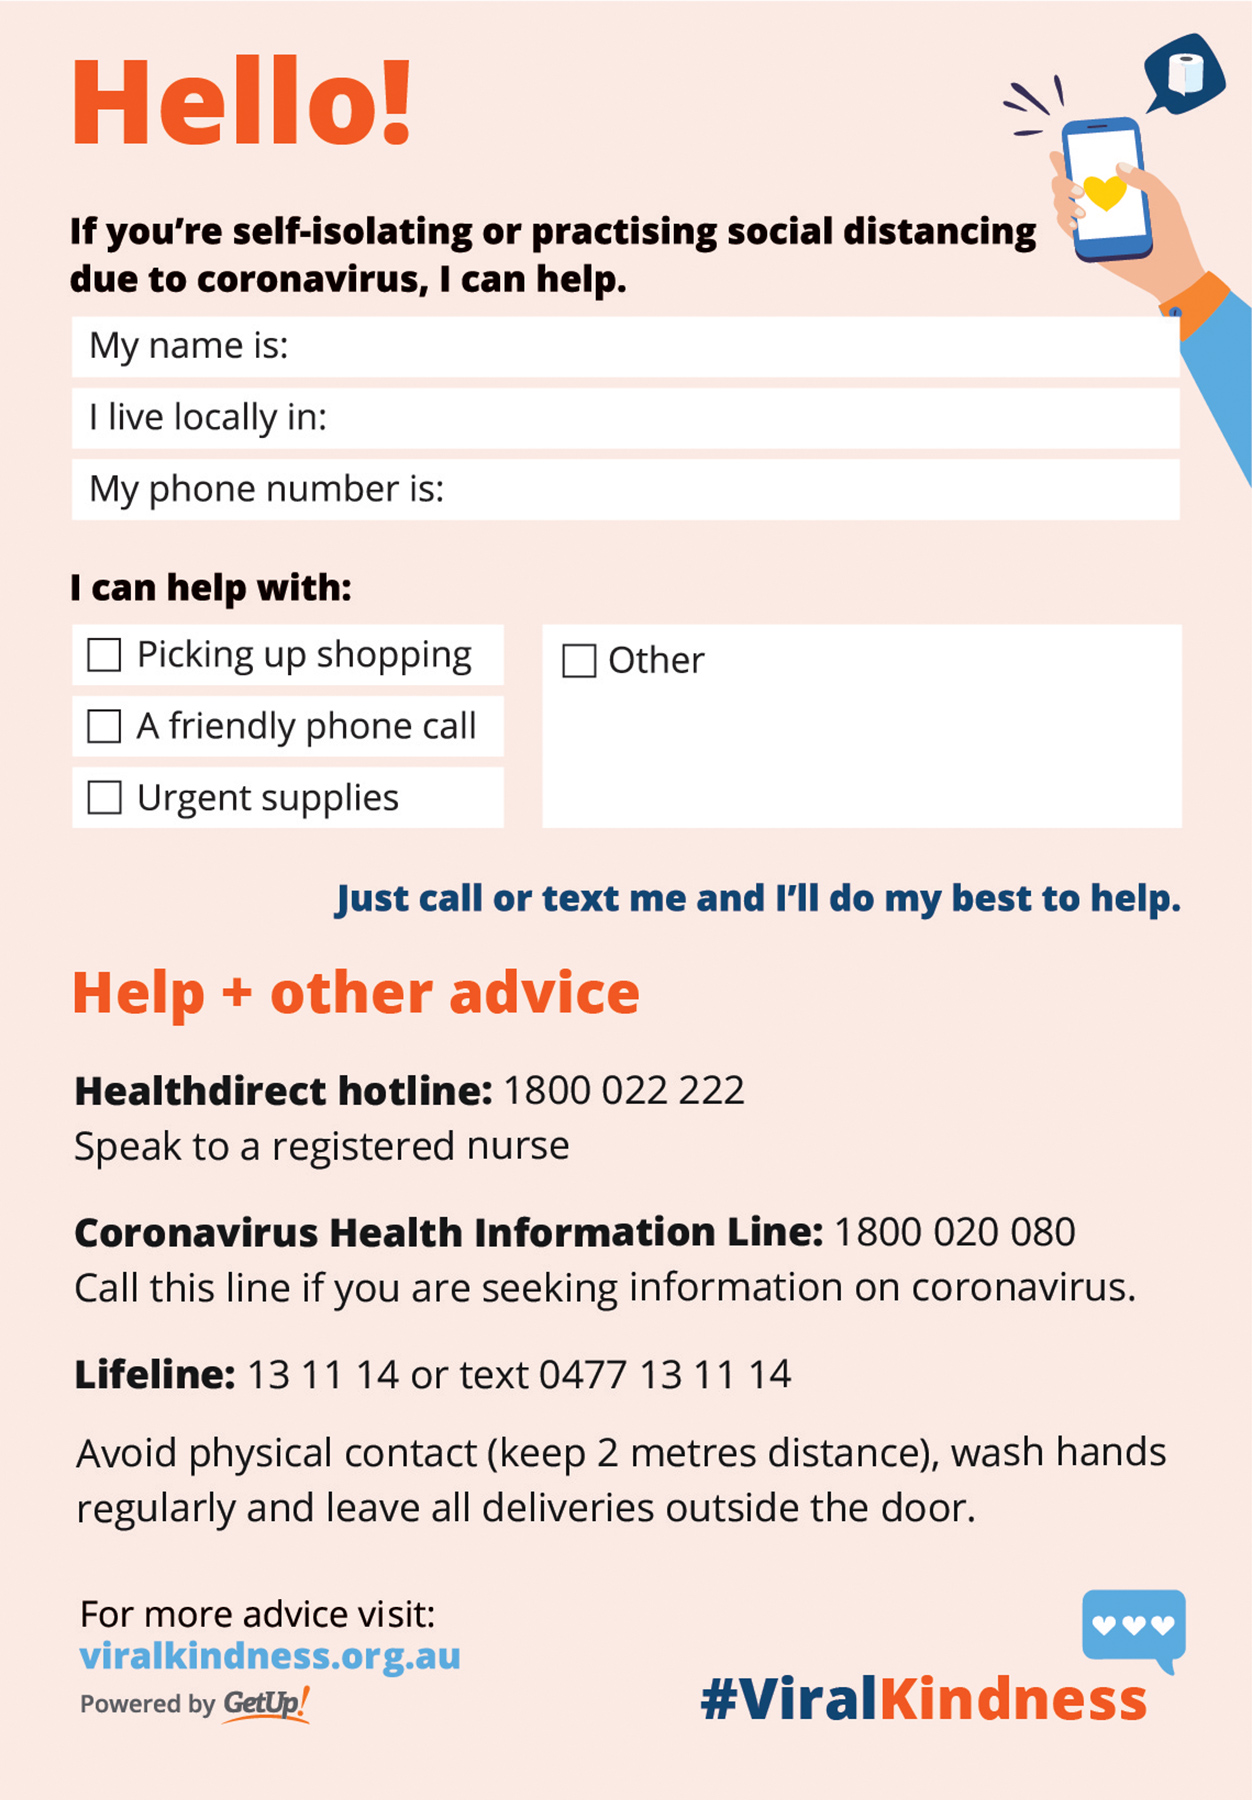 Hello!
If you’re self-isolating or practising social distancing
due to coronavirus, I can help.
My name is:
I live locally in:
My phone number is:
I can help with:
Picking up shopping
A friendly phone call
Urgent supplies
Other
Just call or text me and I’ll do my best to help.
Help + other advice
Healthdirect hotline: 1800 022 222
Speak to a registered nurse
Coronavirus Health Information Line: 1800 020 080
Call this line if you are seeking information on coronavirus.
Lifeline: 13 11 14 or text 0477 13 11 14
Avoid physical contact (keep 2 metres distance), wash hands
regularly and leave all deliveries outside the door.
For more advice visit:
viralkindness.org.au
Powered by GetUp!
#ViralKindness